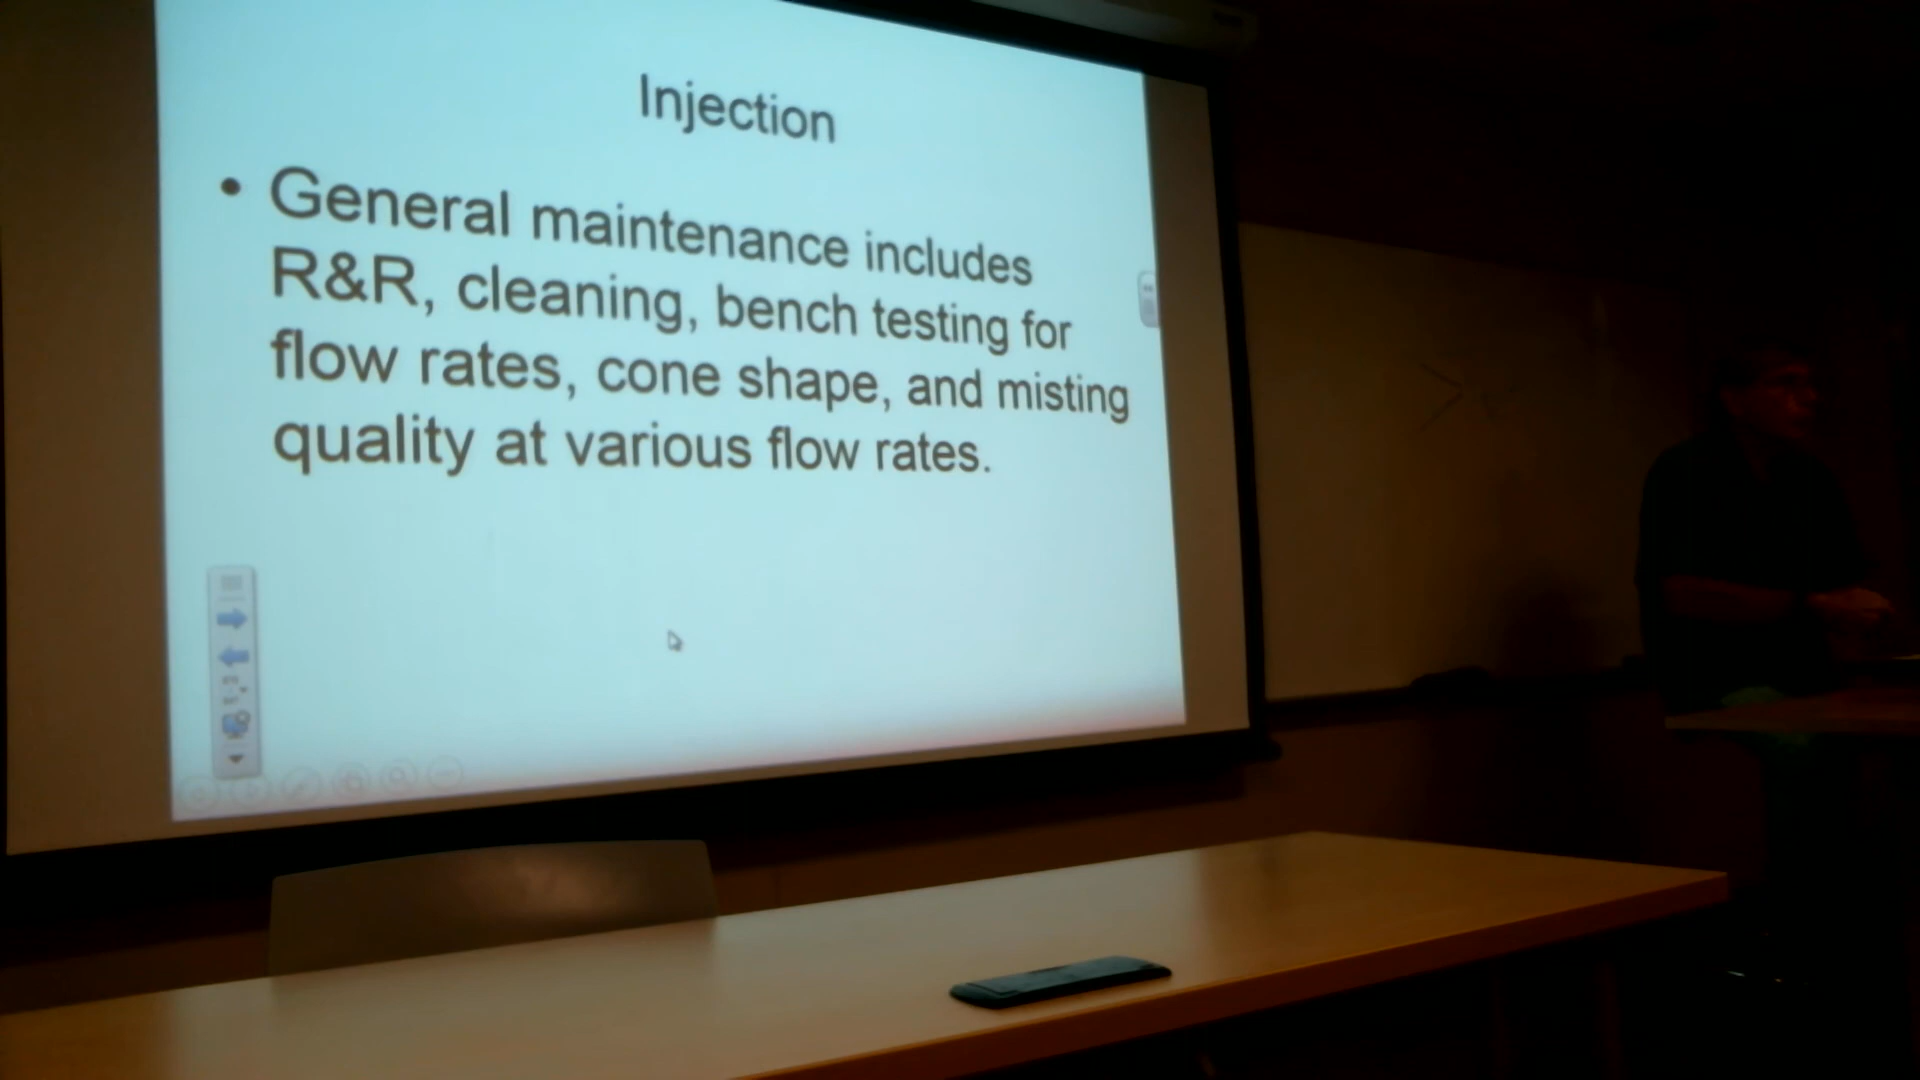 Injection
• General maintenance includes
R&R, cleaning, bench testing for
flow rates, cone shape, and misting
quality at various flow rates.